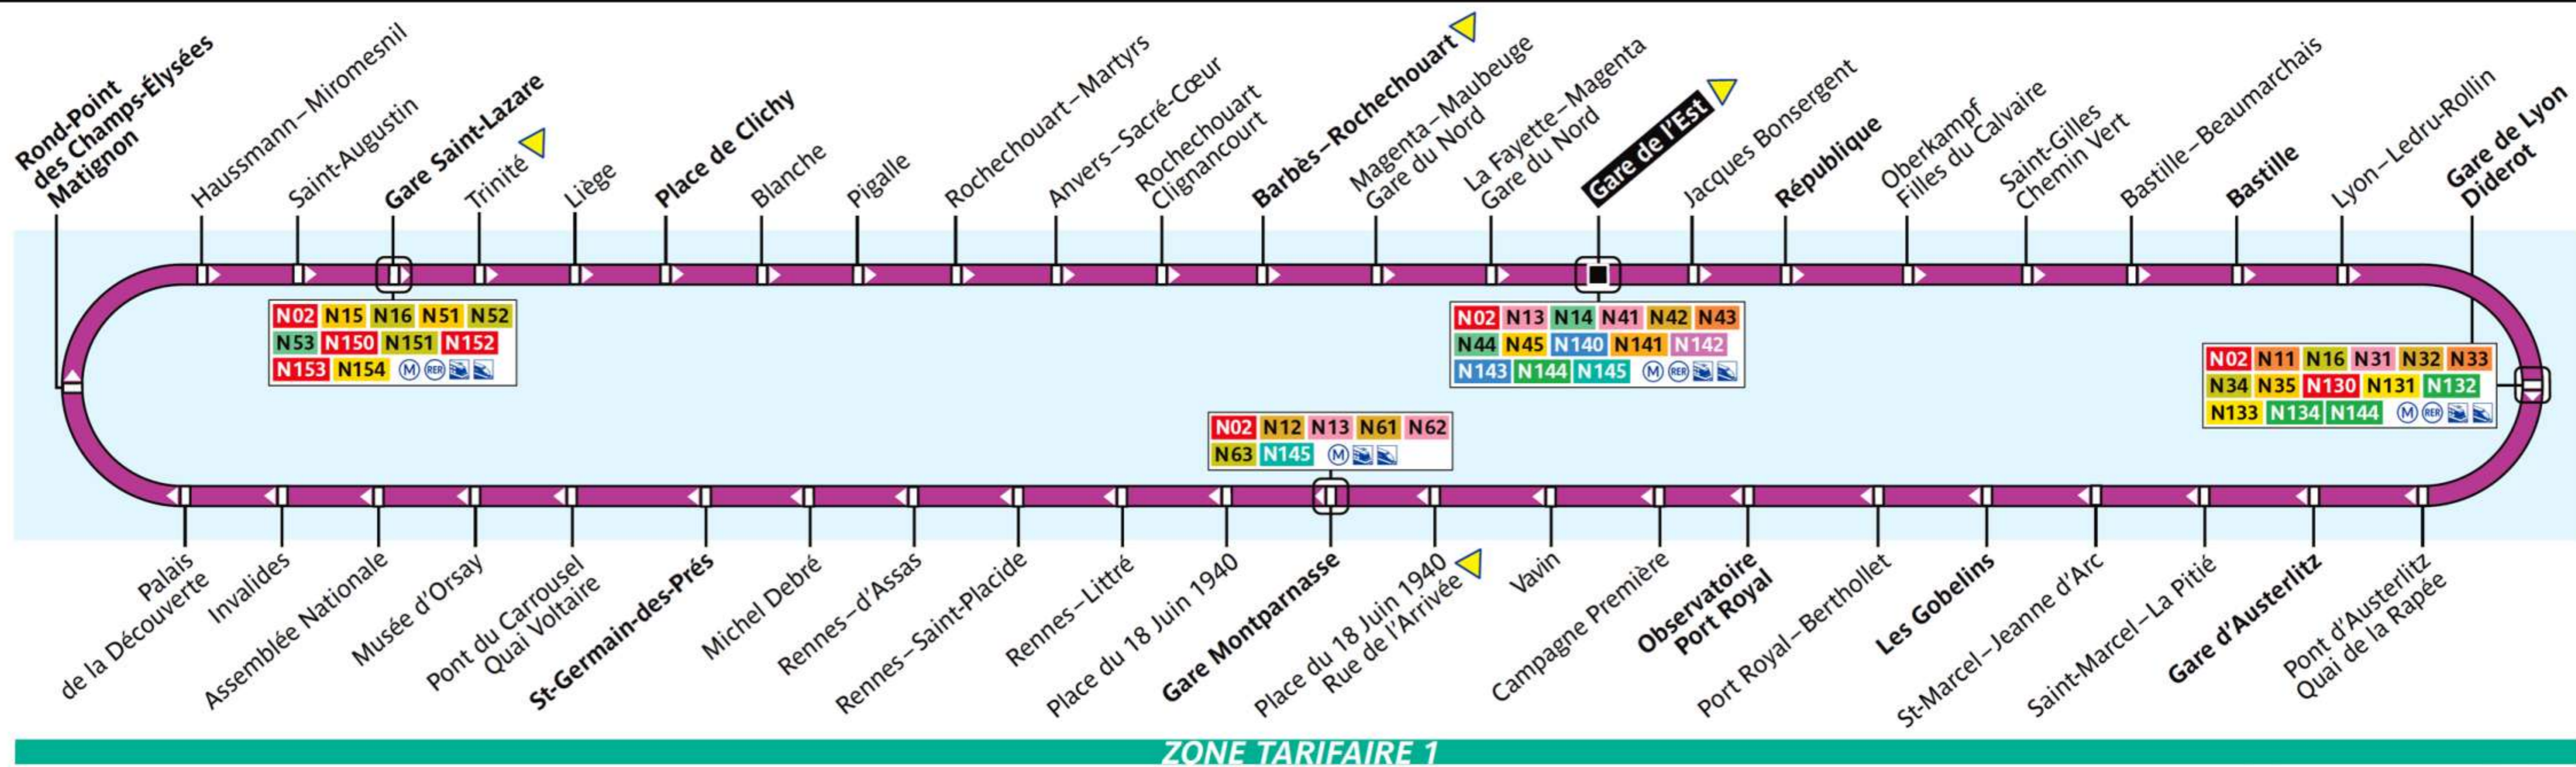 Rond-Point
des Champs-Élysées
Matignon
Haussmann – Miromesnil
Saint-Augustin
Gare Saint-Lazare
Trinité
Liège
Place de Clichy
Blanche
Pigalle
Rochechouart – Martyrs
Anvers – Sacré-Cœur
Rochechouart
Clignancourt
Barbès – Rochechouart
Magenta – Maubeuge
Gare du Nord
La Fayette – Magenta
Gare du Nord
Gare de l'Est
Jacques Bonsergent
République
Oberkampf
Filles du Calvaire
Saint-Gilles
Chemin Vert
Bastille – Beaumarchais
Bastille
Lyon – Ledru-Rollin
Gare de Lyon
Diderot
N02 N15 N16 N51 N52
N53 N150 N151 N152
N153 N154 M RER
N02 N13 N14 N41 N42 N43
N44 N45 N140 N141 N142
N143 N144 N145 M RER
N02 N11 N16 N31 N32 N33
N34 N35 N130 N131 N132
N133 N134 N144 M RER
N02 N12 N13 N61 N62
N63 N145 M
Palais
de la Découverte
Invalides
Assemblée Nationale
Musée d'Orsay
Pont du Carrousel
Quai Voltaire
St-Germain-des-Prés
Michel Debré
Rennes – d'Assas
Rennes – Saint-Placide
Rennes – Littré
Place du 18 Juin 1940
Gare Montparnasse
Place du 18 Juin 1940
Rue de l'Arrivée
Vavin
Campagne Première
Observatoire
Port Royal
Port Royal – Berthollet
Les Gobelins
St-Marcel – Jeanne d'Arc
Saint-Marcel – La Pitié
Gare d'Austerlitz
Pont d'Austerlitz
Quai de la Rapée
ZONE TARIFAIRE 1